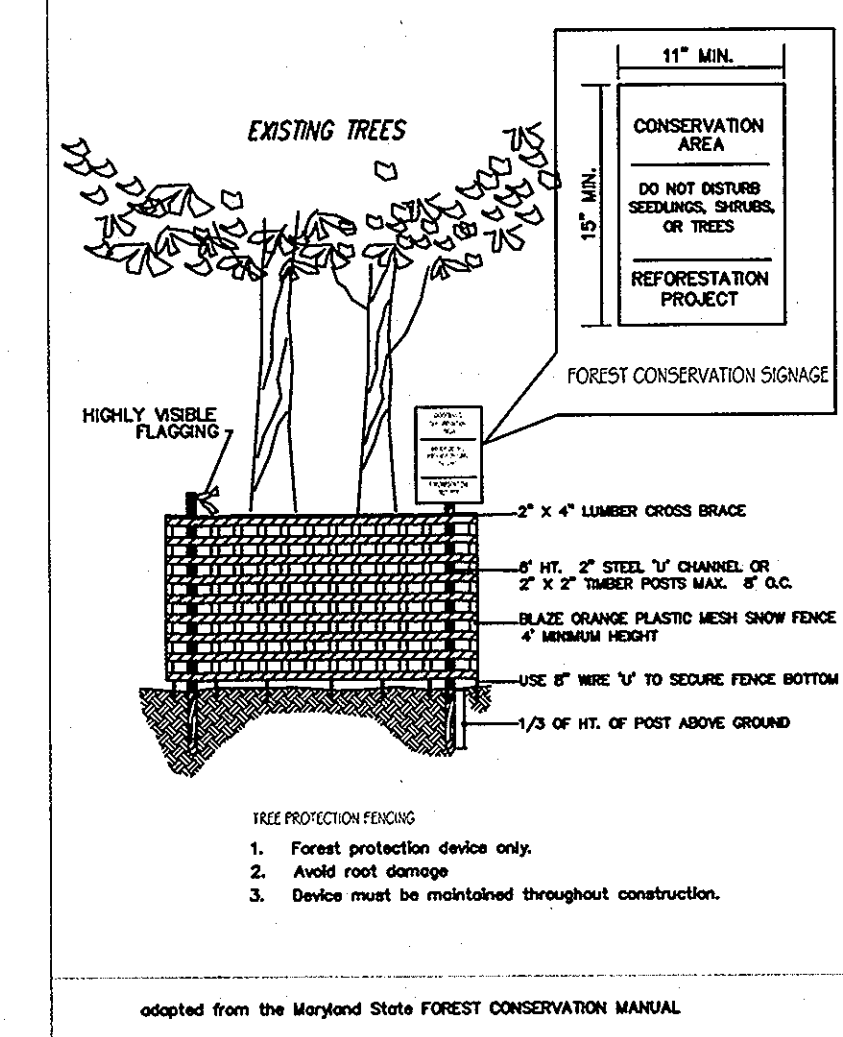 11" MIN.
15" MIN.
CONSERVATION
AREA
DO NOT DISTURB
SEEDLINGS, SHRUBS,
OR TREES
REFORESTATION
PROJECT
FOREST CONSERVATION SIGNAGE
EXISTING TREES
HIGHLY VISIBLE
FLAGGING
2" X 4" LUMBER CROSS BRACE
6' HT. 2" STEEL 'U' CHANNEL OR
2" X 2" TIMBER POSTS MAX. 8' O.C.
BLAZE ORANGE PLASTIC MESH SNOW FENCE
4' MINIMUM HEIGHT
USE 8" WIRE 'U' TO SECURE FENCE BOTTOM
1/3 OF HT. OF POST ABOVE GROUND
TREE PROTECTION FENCING
1. Forest protection device only.
2. Avoid root damage
3. Device must be maintained throughout construction.
adapted from the Maryland State FOREST CONSERVATION MANUAL